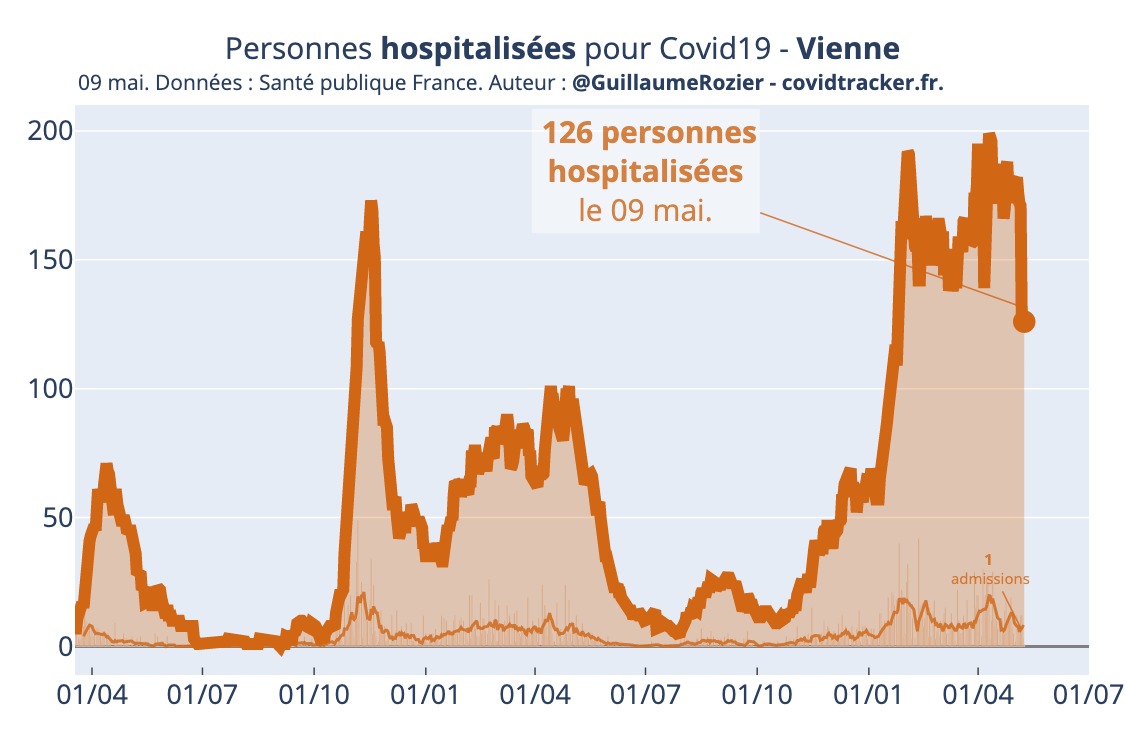 Personnes hospitalisées pour Covid19 - Vienne
09 mai. Données : Santé publique France. Auteur : @GuillaumeRozier - covidtracker.fr.
126 personnes
hospitalisées
le 09 mai.
200
150
100
50
0
1
admissions
01/04 01/07 01/10 01/01 01/04 01/07 01/10 01/01 01/04 01/07